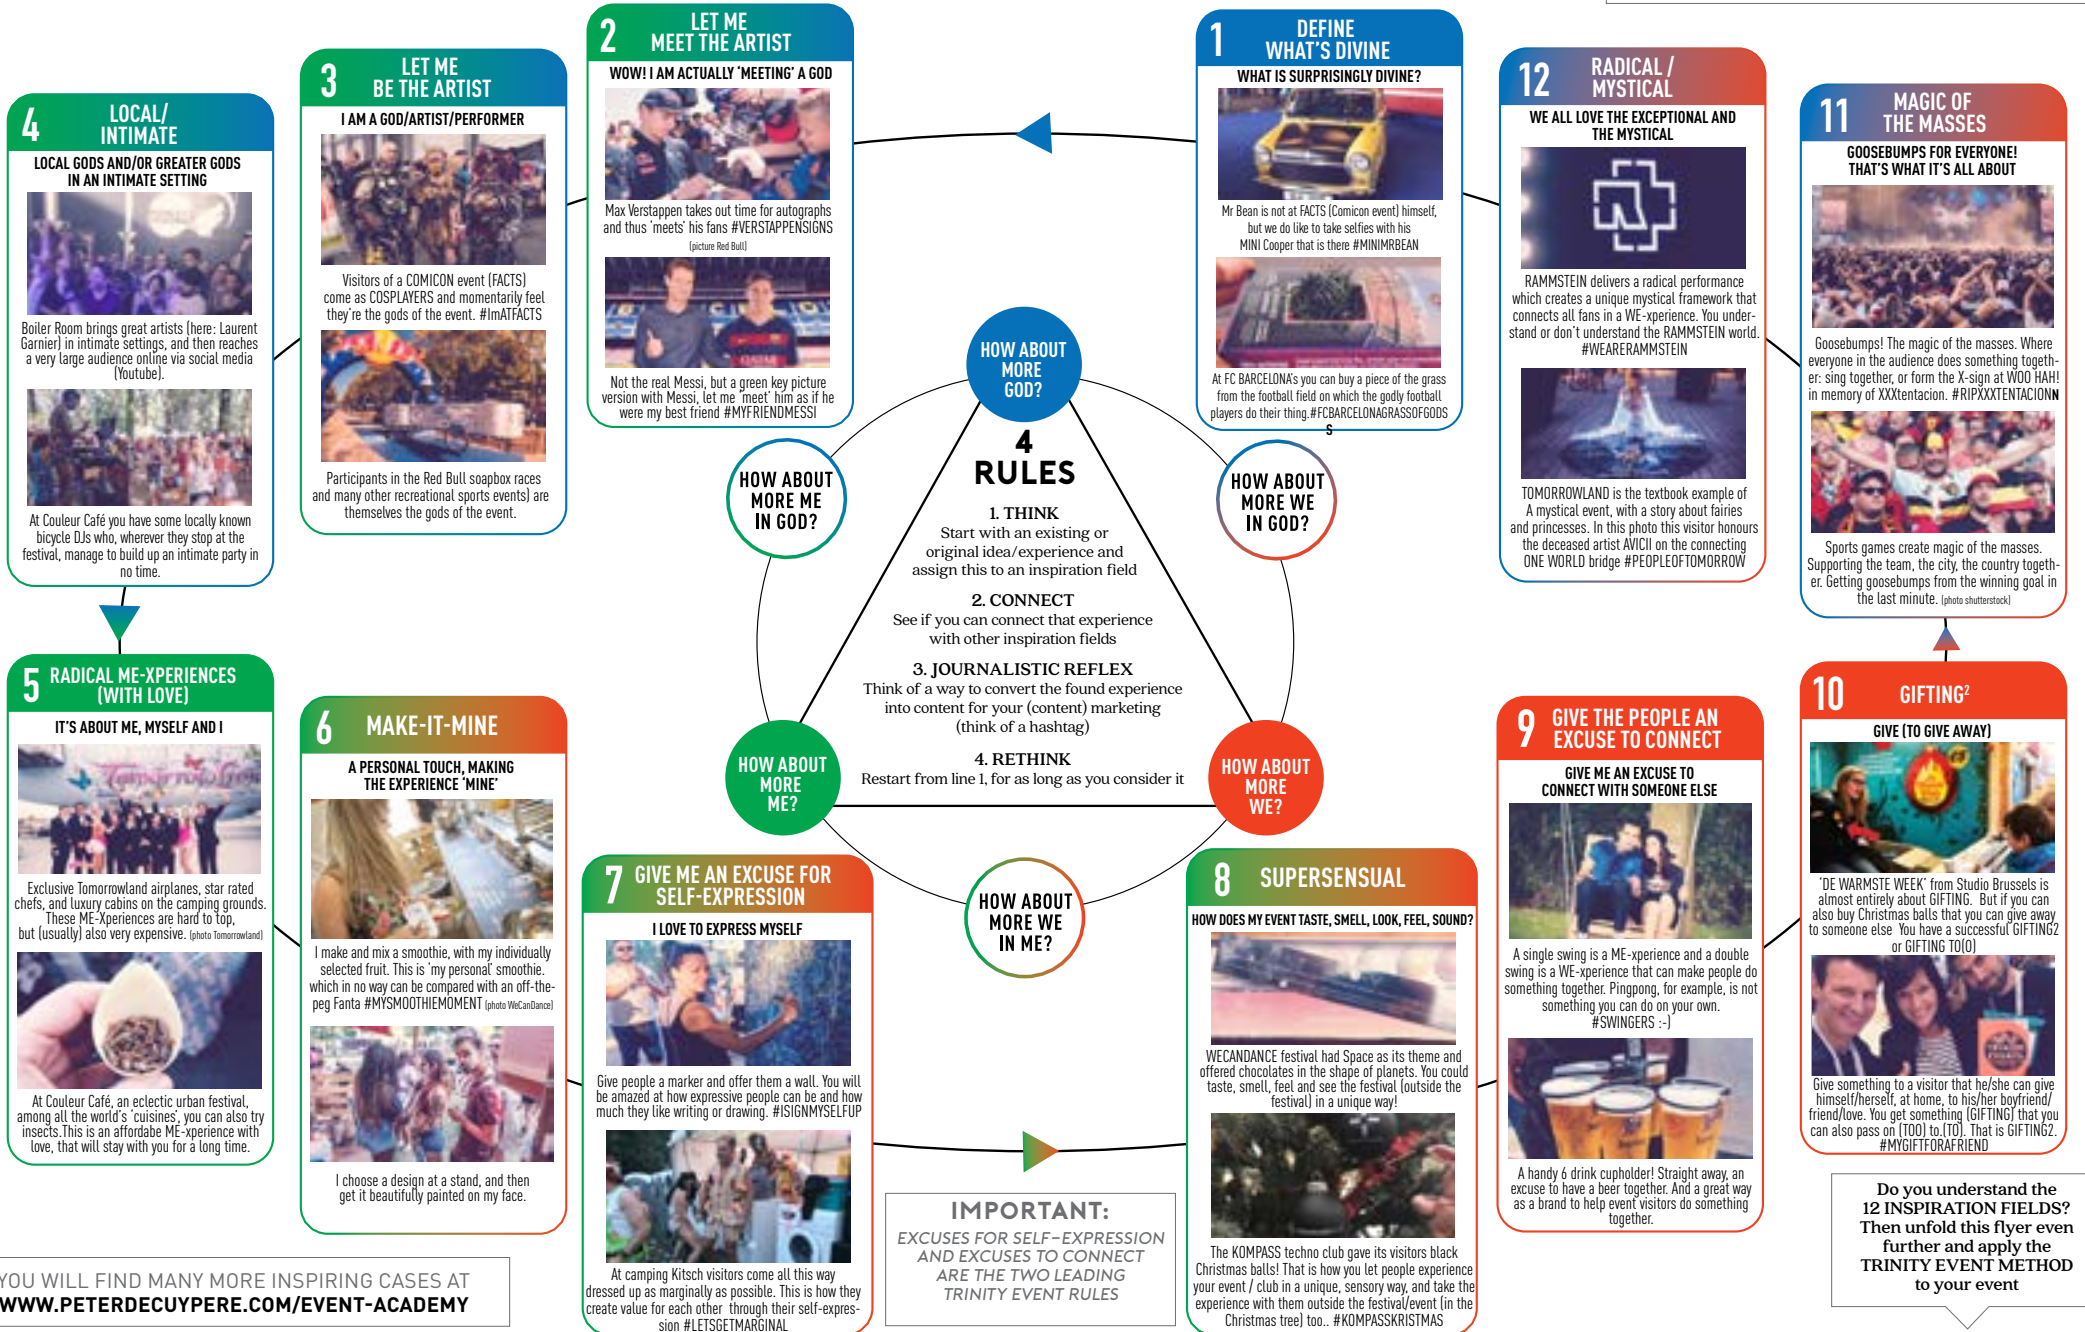 1
DEFINE
WHAT'S DIVINE
WHAT IS SURPRISINGLY DIVINE?
Mr Bean is not at FACTS (Comicon event) himself,
but we do like to take selfies with his
MINI Cooper that is there #MINIMRBEAN
At FC BARCELONA's you can buy a piece of the grass
from the football field on which the godly football
players do their thing.#FCBARCELONAGRASSOFGODS
S
2
LET ME
MEET THE ARTIST
WOW! I AM ACTUALLY 'MEETING' A GOD
Max Verstappen takes out time for autographs
and thus 'meets' his fans #VERSTAPPENSIGNS
(picture Red Bull)
Not the real Messi, but a green key picture
version with Messi, let me 'meet' him as if he
were my best friend #MYFRIENDMESSI
3
LET ME
BE THE ARTIST
I AM A GOD/ARTIST/PERFORMER
Visitors of a COMICON event (FACTS)
come as COSPLAYERS and momentarily feel
they're the gods of the event. #ImATFACTS
Participants in the Red Bull soapbox races
and many other recreational sports events) are
themselves the gods of the event.
4
LOCAL/
INTIMATE
LOCAL GODS AND/OR GREATER GODS
IN AN INTIMATE SETTING
Boiler Room brings great artists (here: Laurent
Garnier) in intimate settings, and then reaches
a very large audience online via social media
(Youtube).
At Couleur Café you have some locally known
bicycle DJs who, wherever they stop at the
festival, manage to build up an intimate party in
no time.
5
RADICAL ME-XPERIENCES
(WITH LOVE)
IT'S ABOUT ME, MYSELF AND I
Tomorrowland
Exclusive Tomorrowland airplanes, star rated
chefs, and luxury cabins on the camping grounds.
These ME-Xperiences are hard to top,
but (usually) also very expensive. (photo Tomorrowland)
At Couleur Café, an eclectic urban festival,
among all the world's 'cuisines', you can also try
insects.This is an affordabe ME-xperience with
love, that will stay with you for a long time.
6
MAKE-IT-MINE
A PERSONAL TOUCH, MAKING
THE EXPERIENCE 'MINE'
I make and mix a smoothie, with my individually
selected fruit. This is 'my personal' smoothie.
which in no way can be compared with an off-the-
peg Fanta #MYSMOOTHIEMOMENT (photo WeCanDance)
I choose a design at a stand, and then
get it beautifully painted on my face.
7
GIVE ME AN EXCUSE FOR
SELF-EXPRESSION
I LOVE TO EXPRESS MYSELF
Give people a marker and offer them a wall. You will
be amazed at how expressive people can be and how
much they like writing or drawing. #ISIGNMYSELFUP
At camping Kitsch visitors come all this way
dressed up as marginally as possible. This is how they
create value for each other through their self-expres-
sion #LETSGETMARGINAL
8
SUPERSENSUAL
HOW DOES MY EVENT TASTE, SMELL, LOOK, FEEL, SOUND?
WECANDANCE festival had Space as its theme and
offered chocolates in the shape of planets. You could
taste, smell, feel and see the festival (outside the
festival) in a unique way!
The KOMPASS techno club gave its visitors black
Christmas balls! That is how you let people experience
your event / club in a unique, sensory way, and take the
experience with them outside the festival/event (in the
Christmas tree) too.. #KOMPASSKRISTMAS
9
GIVE THE PEOPLE AN
EXCUSE TO CONNECT
GIVE ME AN EXCUSE TO
CONNECT WITH SOMEONE ELSE
A single swing is a ME-xperience and a double
swing is a WE-xperience that can make people do
something together. Pingpong, for example, is not
something you can do on your own.
#SWINGERS :-)
A handy 6 drink cupholder! Straight away, an
excuse to have a beer together. And a great way
as a brand to help event visitors do something
together.
10
GIFTING²
GIVE (TO GIVE AWAY)
'DE WARMSTE WEEK' from Studio Brussels is
almost entirely about GIFTING. But if you can
also buy Christmas balls that you can give away
to someone else You have a successful GIFTING2
or GIFTING TO(O)
Give something to a visitor that he/she can give
himself/herself, at home, to his/her boyfriend/
friend/love. You get something (GIFTING) that you
can also pass on (TOO) to.(TO). That is GIFTING2.
#MYGIFTFORAFRIEND
11
MAGIC OF
THE MASSES
GOOSEBUMPS FOR EVERYONE!
THAT'S WHAT IT'S ALL ABOUT
Goosebumps! The magic of the masses. Where
everyone in the audience does something togeth-
er: sing together, or form the X-sign at WOO HAH!
in memory of XXXtentacion. #RIPXXXTENTACIONN
Sports games create magic of the masses.
Supporting the team, the city, the country togeth-
er. Getting goosebumps from the winning goal in
the last minute. (photo shutterstock)
12
RADICAL /
MYSTICAL
WE ALL LOVE THE EXCEPTIONAL AND
THE MYSTICAL
RAMMSTEIN delivers a radical performance
which creates a unique mystical framework that
connects all fans in a WE-xperience. You under-
stand or don't understand the RAMMSTEIN world.
#WEARERAMMSTEIN
TOMORROWLAND is the textbook example of
A mystical event, with a story about fairies
and princesses. In this photo this visitor honours
the deceased artist AVICII on the connecting
ONE WORLD bridge #PEOPLEOFTOMORROW
HOW ABOUT
MORE
GOD?
HOW ABOUT
MORE ME
IN GOD?
HOW ABOUT
MORE WE
IN GOD?
4
RULES
1. THINK
Start with an existing or
original idea/experience and
assign this to an inspiration field
2. CONNECT
See if you can connect that experience
with other inspiration fields
3. JOURNALISTIC REFLEX
Think of a way to convert the found experience
into content for your (content) marketing
(think of a hashtag)
4. RETHINK
Restart from line 1, for as long as you consider it
HOW ABOUT
MORE
ME?
HOW ABOUT
MORE
WE?
HOW ABOUT
MORE WE
IN ME?
IMPORTANT:
EXCUSES FOR SELF-EXPRESSION
AND EXCUSES TO CONNECT
ARE THE TWO LEADING
TRINITY EVENT RULES
YOU WILL FIND MANY MORE INSPIRING CASES AT
WWW.PETERDECUYPERE.COM/EVENT-ACADEMY
Do you understand the
12 INSPIRATION FIELDS?
Then unfold this flyer even
further and apply the
TRINITY EVENT METHOD
to your event